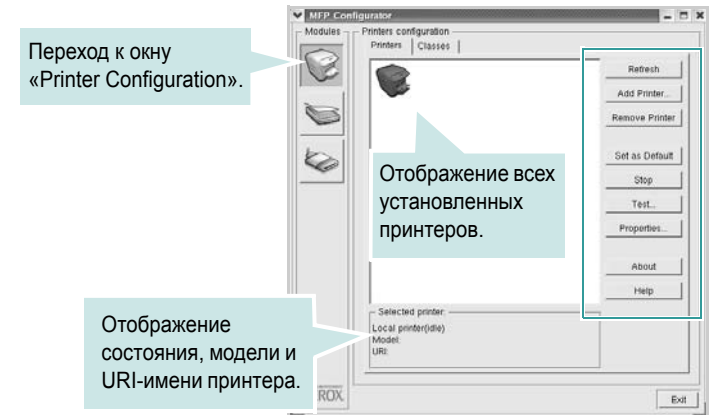 MFP Configurator
Modules
Printers configuration
Printers
Classes
Переход к окну
«Printer Configuration».
Refresh
Add Printer...
Remove Printer
Set as Default
Stop
Test...
Properties...
About
Help
Отображение всех
установленных
принтеров.
Selected printer:
Local printer(idle)
Model:
URI:
Отображение
состояния, модели и
URI-имени принтера.
ROX
Exit